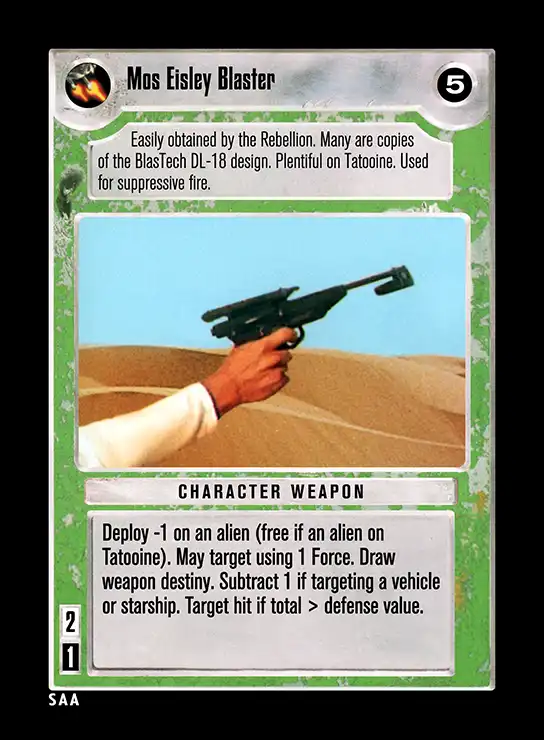 Mos Eisley Blaster
5
Easily obtained by the Rebellion. Many are copies
of the BlasTech DL-18 design. Plentiful on Tatooine. Used
for suppressive fire.
CHARACTER WEAPON
Deploy -1 on an alien (free if an alien on
Tatooine). May target using 1 Force. Draw
weapon destiny. Subtract 1 if targeting a vehicle
or starship. Target hit if total > defense value.
2
1
SAA